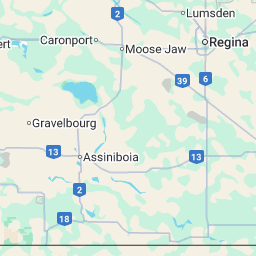 Lumsden
2
Caronport
Regina
Moose Jaw
39
6
Gravelbourg
13
Assiniboia
13
2
18